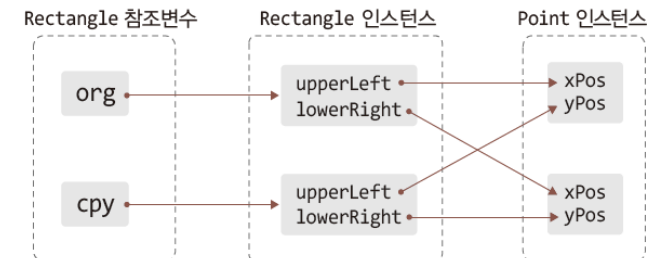 Rectangle 참조변수
Rectangle 인스턴스
Point 인스턴스
org
upperLeft
lowerRight
xPos
yPos
cpy
upperLeft
lowerRight
xPos
yPos